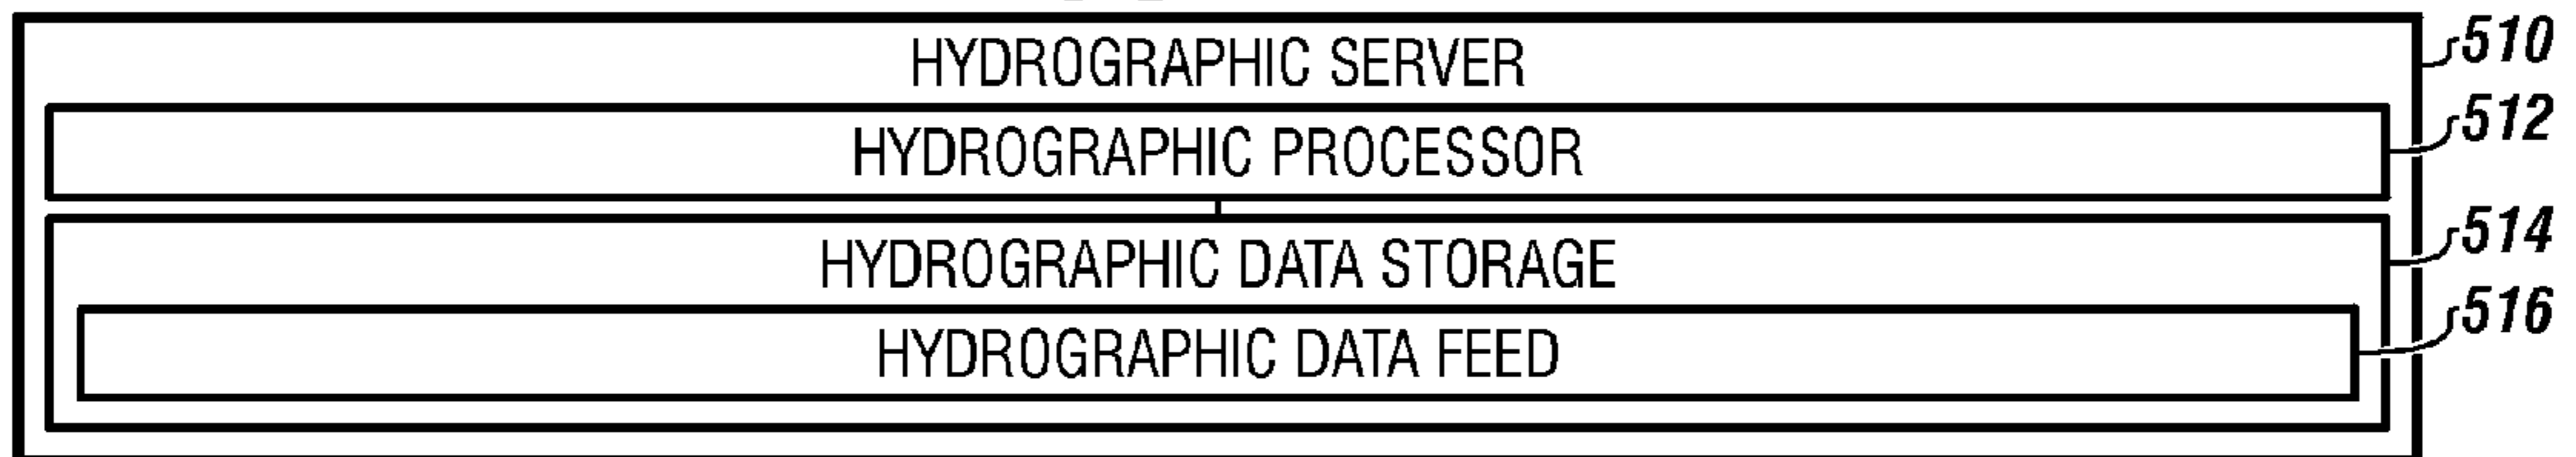 HYDROGRAPHIC SERVER 510
HYDROGRAPHIC PROCESSOR 512
HYDROGRAPHIC DATA STORAGE 514
HYDROGRAPHIC DATA FEED 516